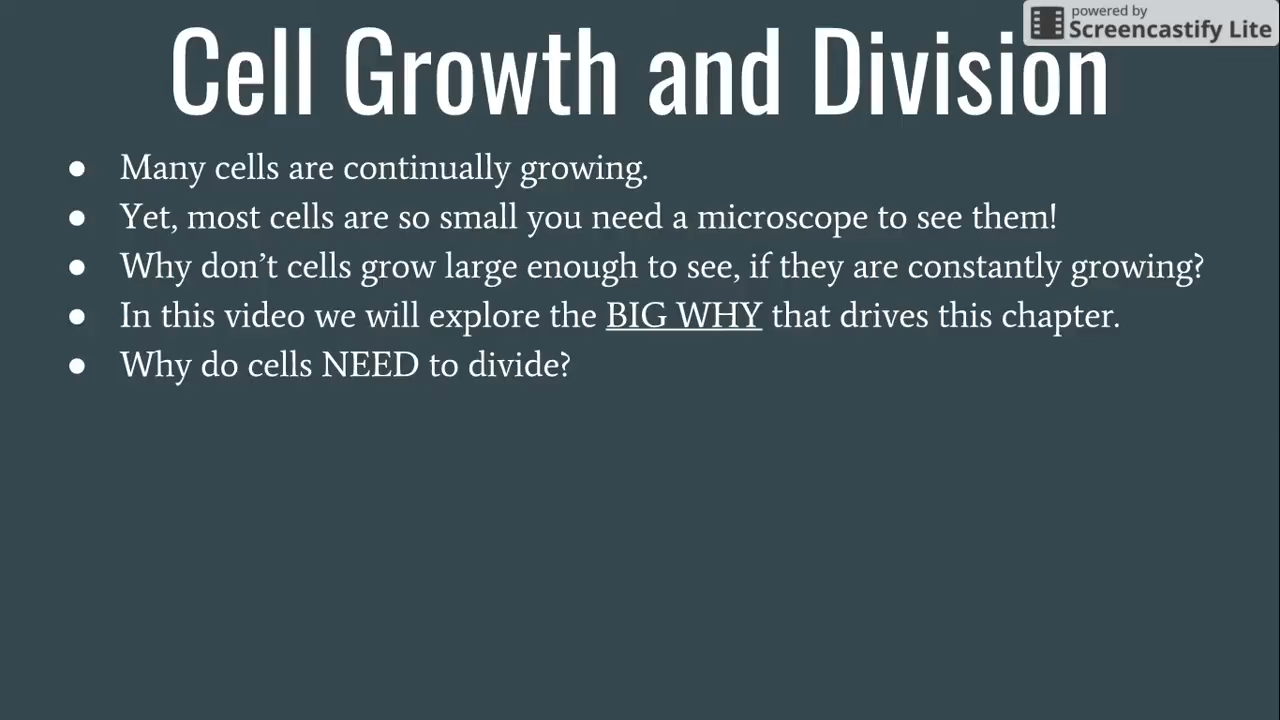 powered by
Screencastify Lite
Cell Growth and Division
● Many cells are continually growing.
● Yet, most cells are so small you need a microscope to see them!
● Why don’t cells grow large enough to see, if they are constantly growing?
● In this video we will explore the BIG WHY that drives this chapter.
● Why do cells NEED to divide?